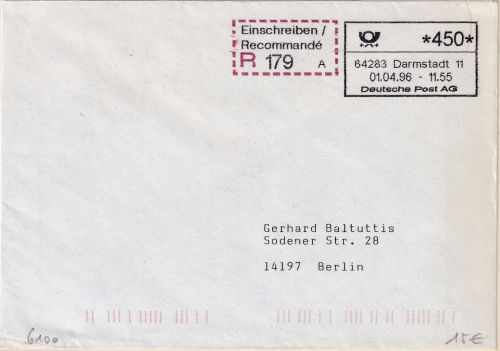 Einschreiben /
Recommandé
R 179 A
*450*
64283 Darmstadt 11
01.04.96 - 11.55
Deutsche Post AG
Gerhard Baltuttis
Sodener Str. 28
14197 Berlin
6100
15€